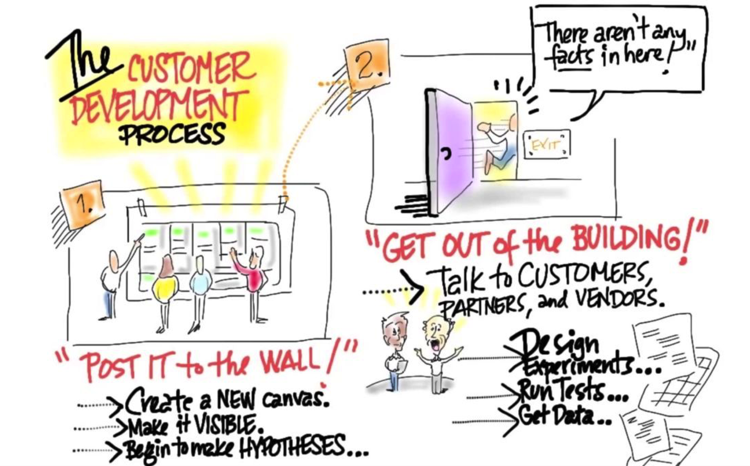 The CUSTOMER
DEVELOPMENT
PROCESS
1.
"POST IT to the WALL!"
Create a NEW canvas.
Make it VISIBLE.
Begin to make HYPOTHESES...
2.
There aren't any
facts in here!"
EXIT
"GET OUT of the BUILDING!"
Talk to CUSTOMERS,
PARTNERS, and VENDORS.
Design
Experiments...
Run Tests...
Get Data..